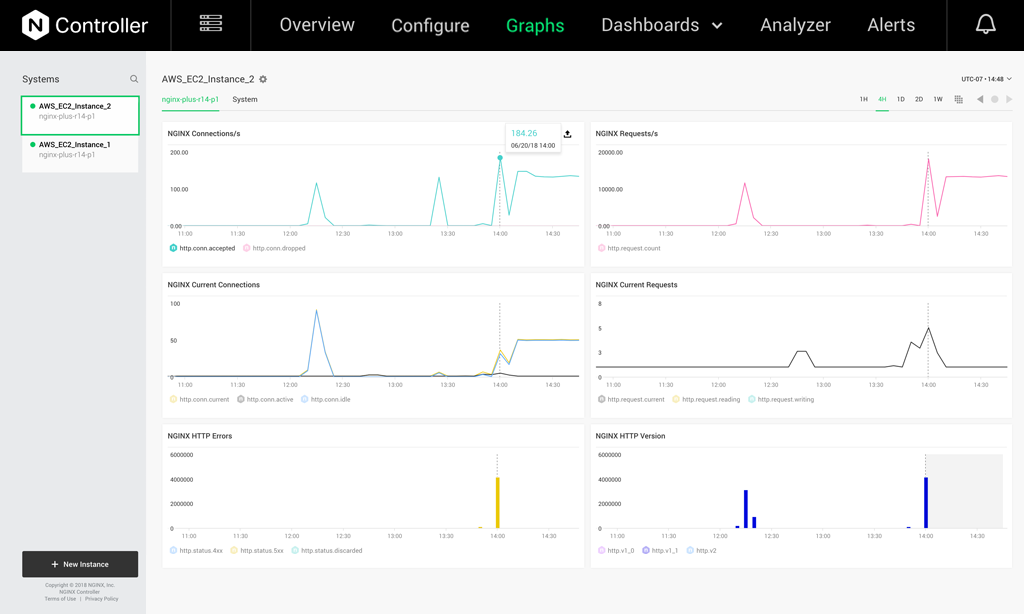 N Controller
Overview Configure Graphs Dashboards Analyzer Alerts
Systems
AWS_EC2_Instance_2
nginx-plus-r14-p1
AWS_EC2_Instance_1
nginx-plus-r14-p1
+ New Instance
Copyright © 2018 NGINX, Inc.
NGINX Controller
Terms of Use | Privacy Policy
AWS_EC2_Instance_2
UTC-07 • 14:48
nginx-plus-r14-p1 System
1H 4H 1D 2D 1W
NGINX Connections/s
184.26
06/20/18 14:00
200.00
100.00
0.00
11:00 11:30 12:00 12:30 13:00 13:30 14:00 14:30
http.conn.accepted http.conn.dropped
NGINX Requests/s
20000.00
10000.00
0.00
11:00 11:30 12:00 12:30 13:00 13:30 14:00 14:30
http.request.count
NGINX Current Connections
100
50
0
11:00 11:30 12:00 12:30 13:00 13:30 14:00 14:30
http.conn.current http.conn.active http.conn.idle
NGINX Current Requests
8
5
3
0
11:00 11:30 12:00 12:30 13:00 13:30 14:00 14:30
http.request.current http.request.reading http.request.writing
NGINX HTTP Errors
6000000
4000000
2000000
0
11:00 11:30 12:00 12:30 13:00 13:30 14:00 14:30
http.status.4xx http.status.5xx http.status.discarded
NGINX HTTP Version
6000000
4000000
2000000
0
11:00 11:30 12:00 12:30 13:00 13:30 14:00 14:30
http.v1_0 http.v1_1 http.v2